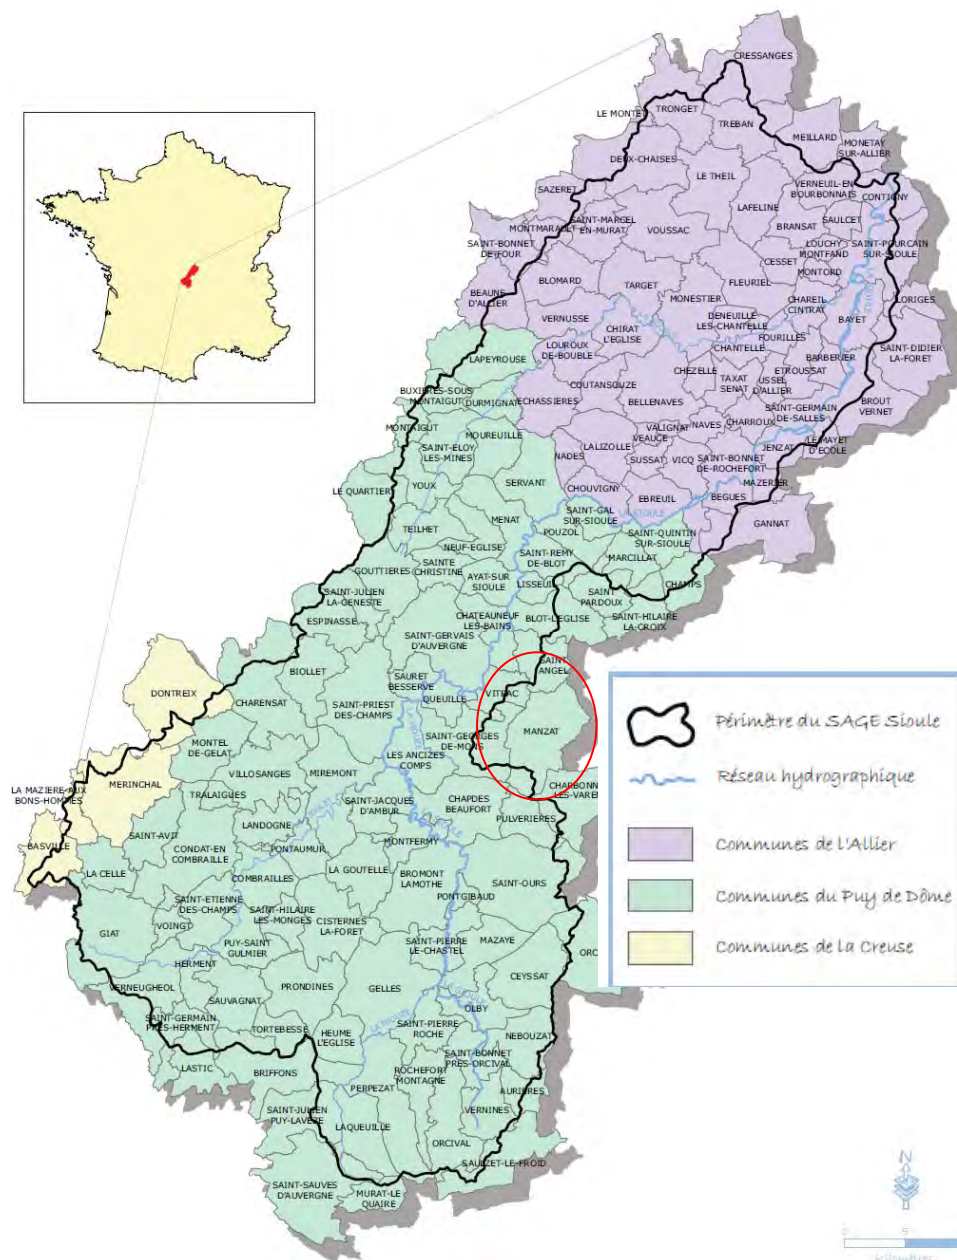 CRESSANGES
LE MONTET
TRONGET
TREBAN
MEILLARD
MONETAY
SUR-ALLIER
DEUX-CHAISES
LE THEIL
VERNEUIL-EN
BOURBONNAIS
CONTIGNY
SAZERET
LAFELINE
SAINT-MARCEL
EN-MURAT
MONTMARAULT
VOUSSAC
BRANSAT
SAULCET
SAINT-BONNET
DE-FOUR
LOUCHY
MONTFAND
SAINT-POURCAIN
SUR-SIOULE
CESSET
MONTORD
BLOMARD
TARGET
FLEURIEL
BEAUNE
D'ALLIER
MONESTIER
CHAREIL
CINTRAY
LORIGES
VERNUSSE
DENEUILLE
LES-CHANTELLE
BAYET
CHIRAT
L'EGLISE
FOURILLES
LOUROUX
DE-BOUBLE
CHANTELLE
SAINT-DIDIER
LA-FORET
LAPEYROUSE
BARBERIER
CHEZELLE
ETROUSSAT
TAXAT
SENAT
USSEL
D'ALLIER
COUTANSOUZE
BUXIERES-SOUS
MONTAIGUT
DURMIGNAT
ECHASSIERES
BELLENAVES
BROUT
VERNET
SAINT-GERMAIN
DE-SALLES
MONTAIGUT
MOUREUILLE
VALIGNAT
NAVES
CHARROUX
VEAUCE
LE MAYET
D'ECOLE
SAINT-ELOY
LES-MINES
LALIZOLLE
JENZAT
NADES
SUSSAT
VICQ
SAINT-BONNET
DE-ROCHEFORT
LE QUARTIER
YOUX
SERVANT
CHOUVIGNY
EBREUIL
BEGUES
MAZERIER
LA SIOULE
SAINT-GAL
SUR-SIOULE
MENAT
TEILHET
POUZOL
SAINT-QUINTIN
SUR-SIOULE
GANNAT
NEUF-EGLISE
SAINT-REMY
DE-BLOT
MARCILLAT
SAINTE
CHRISTINE
GOUTTIERES
AYAT-SUR
SIOULE
LISSEUIL
CHAMPS
SAINT-JULIEN
LA-GENESTE
SAINT
PARDOUX
ESPINASSE
CHATEAUNEUF
LES-BAINS
BLOT-L'EGLISE
SAINT-HILAIRE
LA-CROIX
SAINT-GERVAIS
D'AUVERGNE
SAINT
ANGEL
BIOLLET
SAURET
BESSERVE
DONTREIX
QUEUILLE
VITRAC
CHARENSAT
SAINT-PRIEST
DES-CHAMPS
MANZAT
SAINT-GEORGES
DE-MONS
MONTEL
DE-GELAT
LES ANCIZES
COMPS
MERINCHAL
VILLOSANGES
MIREMONT
LA MAZIERE-AUX
BONS-HOMMES
TRALAIGUES
SAINT-JACQUES
D'AMBUR
CHAPDES
BEAUFORT
PULVERIERES
LANDOGNE
SAINT-AVIT
MONTFERMY
BASVILLE
CONDAT-EN
COMBRAILLE
PONTAUMUR
LA CELLE
LA GOUTELLE
BROMONT
LAMOTHE
COMBRAILLES
SAINT-OURS
SAINT-ETIENNE
DES-CHAMPS
PONTGIBAUD
SAINT-HILAIRE
LES-MONGES
CISTERNES
LA-FORET
GIAT
VOINGT
PUY-SAINT
GULMIER
SAINT-PIERRE
LE-CHASTEL
MAZAYE
HERMENT
CEYSSAT
VERNEUGHEOL
PRONDINES
GELLES
SAUVAGNAT
OLBY
SAINT-GERMAIN
PRES-HERMENT
TORTEBESSE
HEUME
L'EGLISE
SAINT-PIERRE
ROCHE
NEBOUZAT
SAINT-BONNET
PRES-ORCIVAL
LASTIC
BRIFFONS
ROCHEFORT
MONTAGNE
PERPEZAT
AURIERES
SAINT-JULIEN
PUY-LAVEZE
VERNINES
LAQUEUILLE
ORCIVAL
SAULZET-LE-FROID
SAINT-SAUVES
D'AUVERGNE
MURAT-LE
QUAIRE
Périmètre du SAGE Sioule
Réseau hydrographique
Communes de l'Allier
Communes du Puy de Dôme
Communes de la Creuse
N